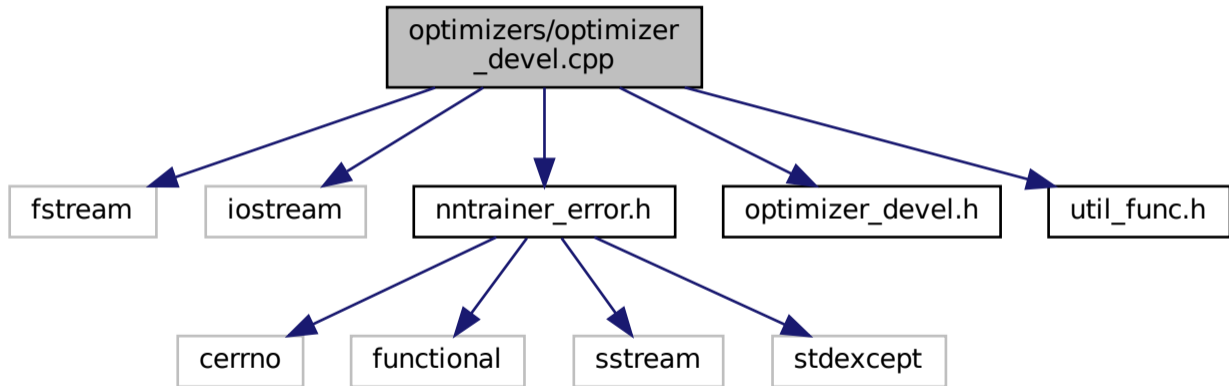 optimizers/optimizer
_devel.cpp
fstream
iostream
nntrainer_error.h
optimizer_devel.h
util_func.h
cerrno
functional
sstream
stdexcept